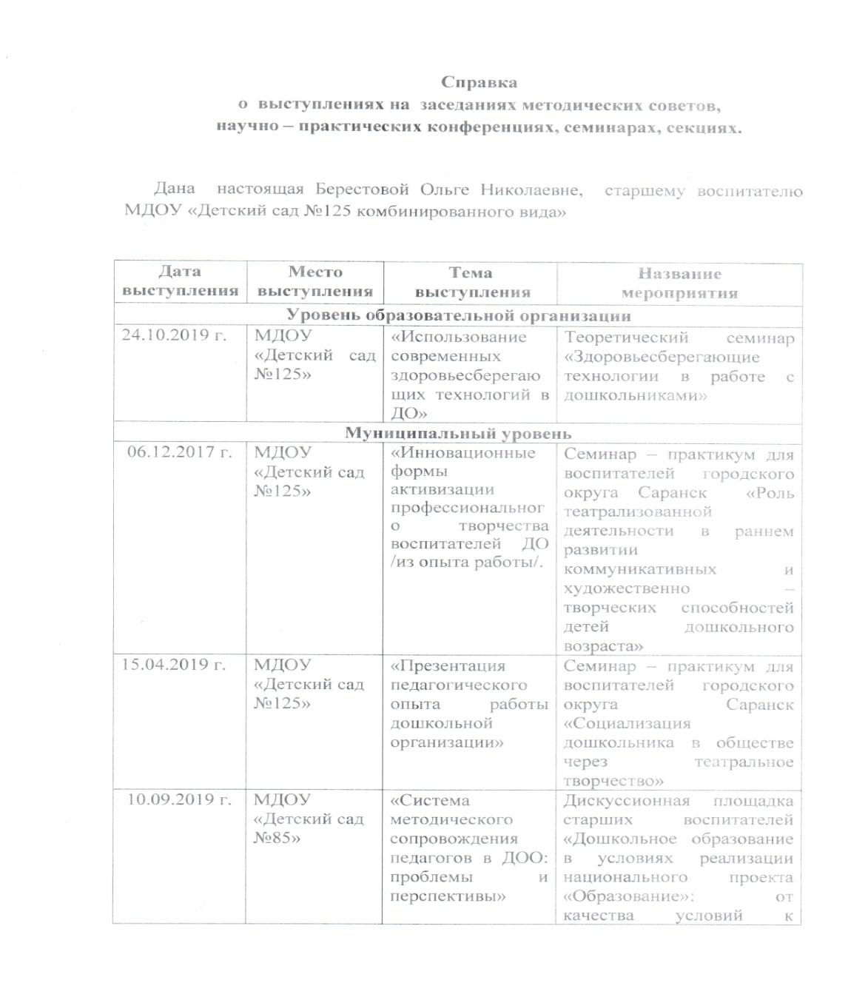 Справка
о выступлениях на заседаниях методических советов,
научно – практических конференциях, семинарах, секциях.
Дана настоящая Берестовой Ольге Николаевне, старшему воспитателю
МДОУ «Детский сад №125 комбинированного вида»
Дата
выступления
Место
выступления
Тема
выступления
Название
мероприятия
Уровень образовательной организации
24.10.2019 г.
МДОУ
«Детский сад
№125»
«Использование
современных
здоровьесберегаю
щих технологий в
ДО»
Теоретический семинар
«Здоровьесберегающие
технологии в работе с
дошкольниками»
Муниципальный уровень
06.12.2017 г.
МДОУ
«Детский сад
№125»
«Инновационные
формы
активизации
профессиональног
о творчества
воспитателей ДО
/из опыта работы/.
Семинар – практикум для
воспитателей городского
округа Саранск «Роль
театрализованной
деятельности в раннем
развитии
коммуникативных и
художественно –
творческих способностей
детей дошкольного
возраста»
15.04.2019 г.
МДОУ
«Детский сад
№125»
«Презентация
педагогического
опыта работы
дошкольной
организации»
Семинар – практикум для
воспитателей городского
округа Саранск
«Социализация
дошкольника в обществе
через театральное
творчество»
10.09.2019 г.
МДОУ
«Детский сад
№85»
«Система
методического
сопровождения
педагогов в ДОО:
проблемы и
перспективы»
Дискуссионная площадка
старших воспитателей
«Дошкольное образование
в условиях реализации
национального проекта
«Образование»: от
качества условий к